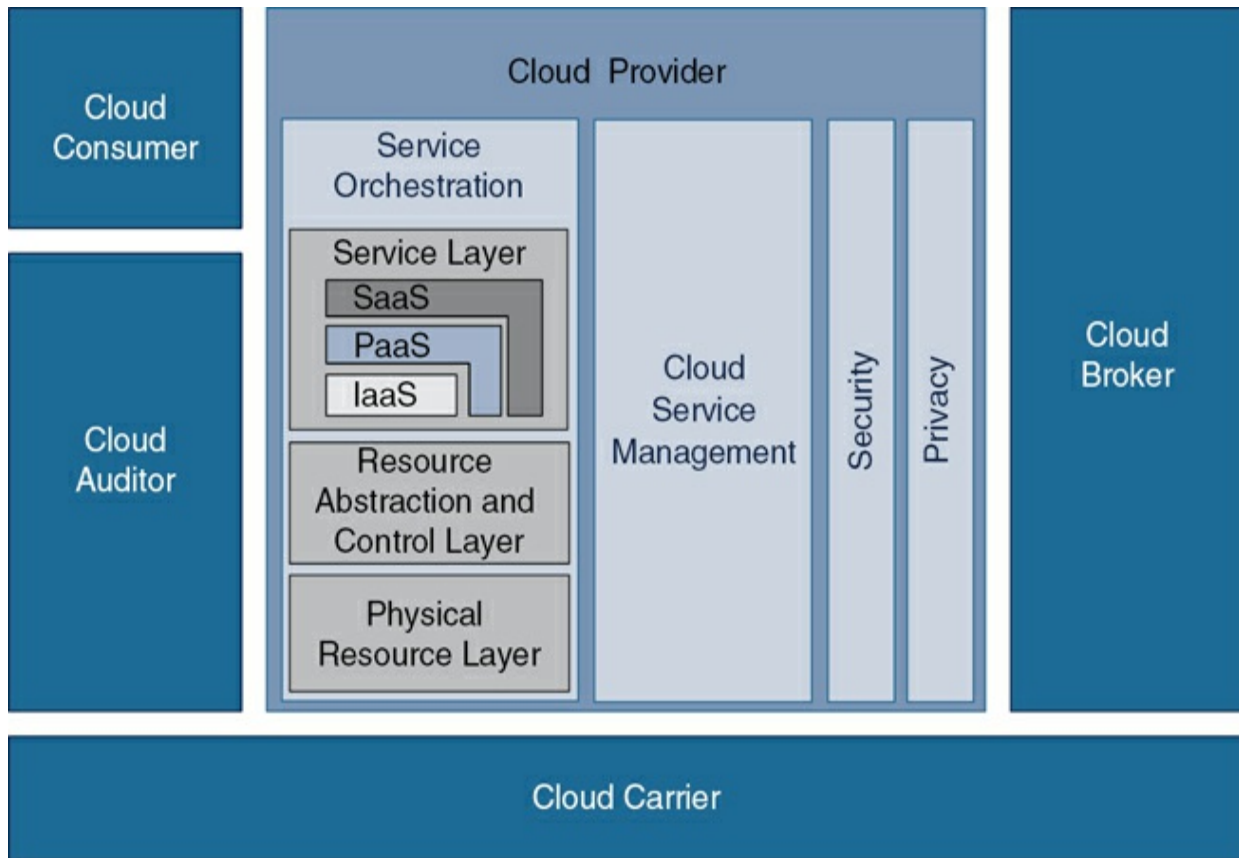 Cloud
Consumer
Cloud
Auditor
Cloud Provider
Service
Orchestration
Service Layer
SaaS
PaaS
IaaS
Resource
Abstraction and
Control Layer
Physical
Resource Layer
Cloud
Service
Management
Security
Privacy
Cloud
Broker
Cloud Carrier